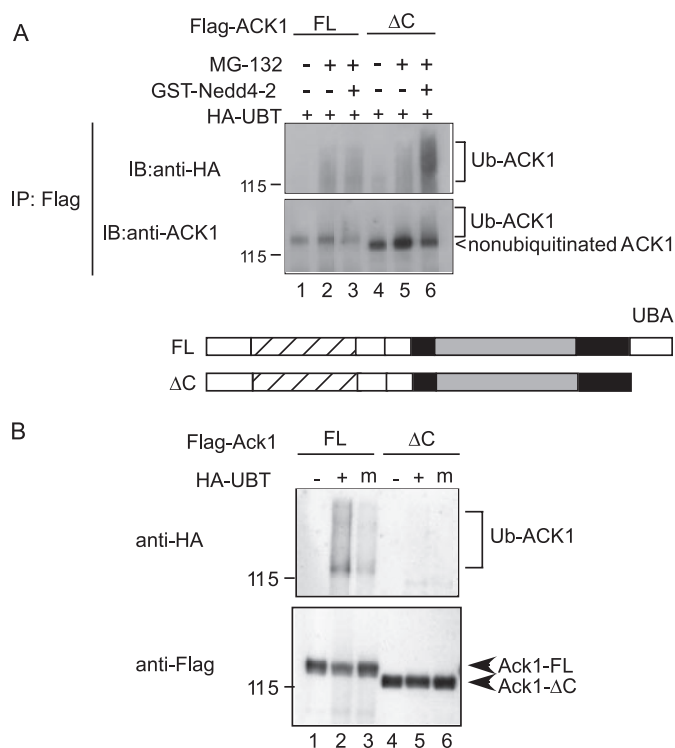 A
Flag-ACK1 FL ΔC
MG-132 - + + - + +
GST-Nedd4-2 - - + - - +
HA-UBT + + + + + +
IP: Flag
IB:anti-HA
115
Ub-ACK1
IB:anti-ACK1
115
Ub-ACK1
<nonubiquitinated ACK1
1 2 3 4 5 6
UBA
FL
ΔC
B
Flag-Ack1 FL ΔC
HA-UBT - + m - + m
anti-HA
115
Ub-ACK1
anti-Flag
115
Ack1-FL
Ack1-ΔC
1 2 3 4 5 6